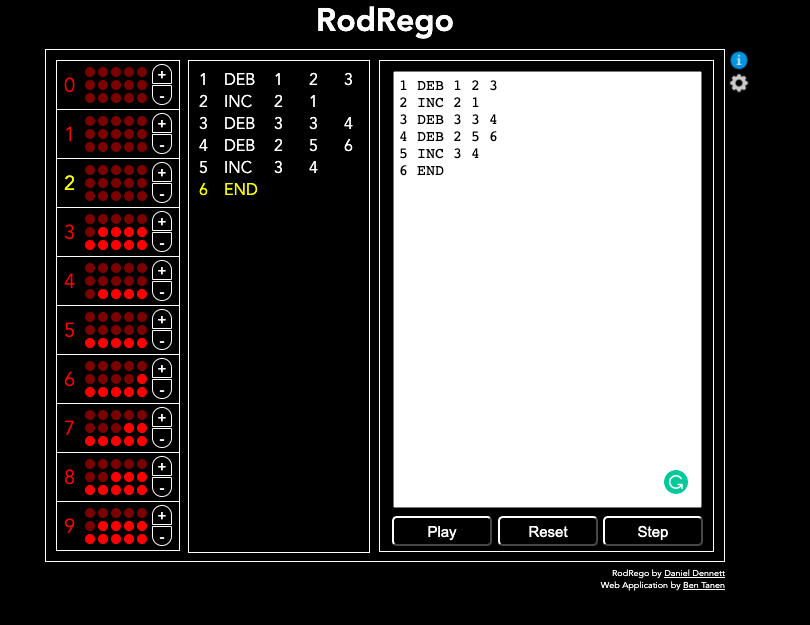 RodRego
0 + -
1 + -
2 + -
3 + -
4 + -
5 + -
6 + -
7 + -
8 + -
9 + -
1 DEB 1 2 3
2 INC 2 1
3 DEB 3 3 4
4 DEB 2 5 6
5 INC 3 4
6 END
1 DEB 1 2 3
2 INC 2 1
3 DEB 3 3 4
4 DEB 2 5 6
5 INC 3 4
6 END
Play Reset Step
RodRego by Daniel Dennett
Web Application by Ben Tanen